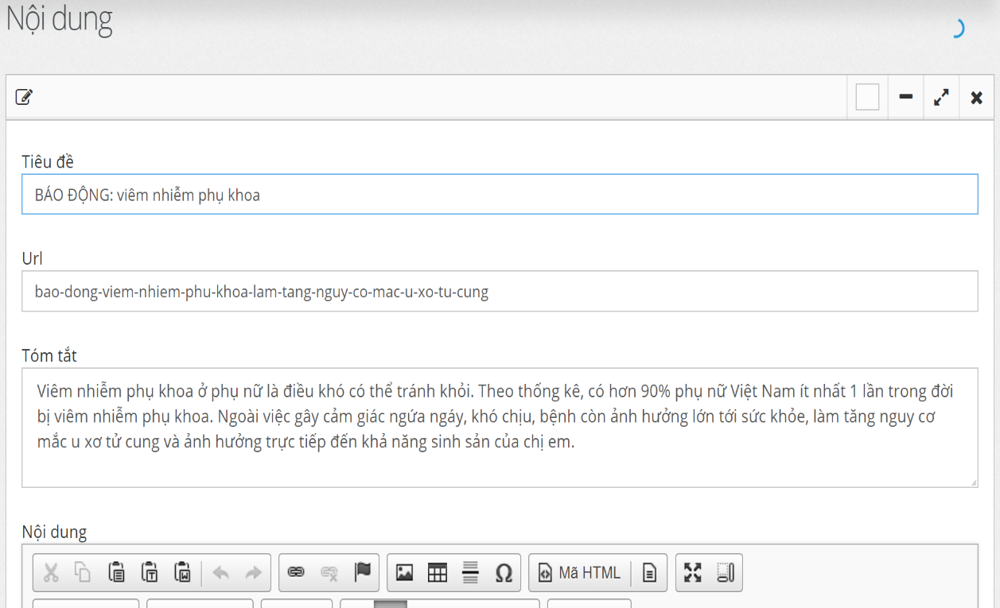 Nội dung
Tiêu đề
BÁO ĐỘNG: viêm nhiễm phụ khoa
Url
bao-dong-viem-nhiem-phu-khoa-lam-tang-nguy-co-mac-u-xo-tu-cung
Tóm tắt
Viêm nhiễm phụ khoa ở phụ nữ là điều khó có thể tránh khỏi. Theo thống kê, có hơn 90% phụ nữ Việt Nam ít nhất 1 lần trong đời
bị viêm nhiễm phụ khoa. Ngoài việc gây cảm giác ngứa ngáy, khó chịu, bệnh còn ảnh hưởng lớn tới sức khỏe, làm tăng nguy cơ
mắc u xơ tử cung và ảnh hưởng trực tiếp đến khả năng sinh sản của chị em.
Nội dung
Mã HTML